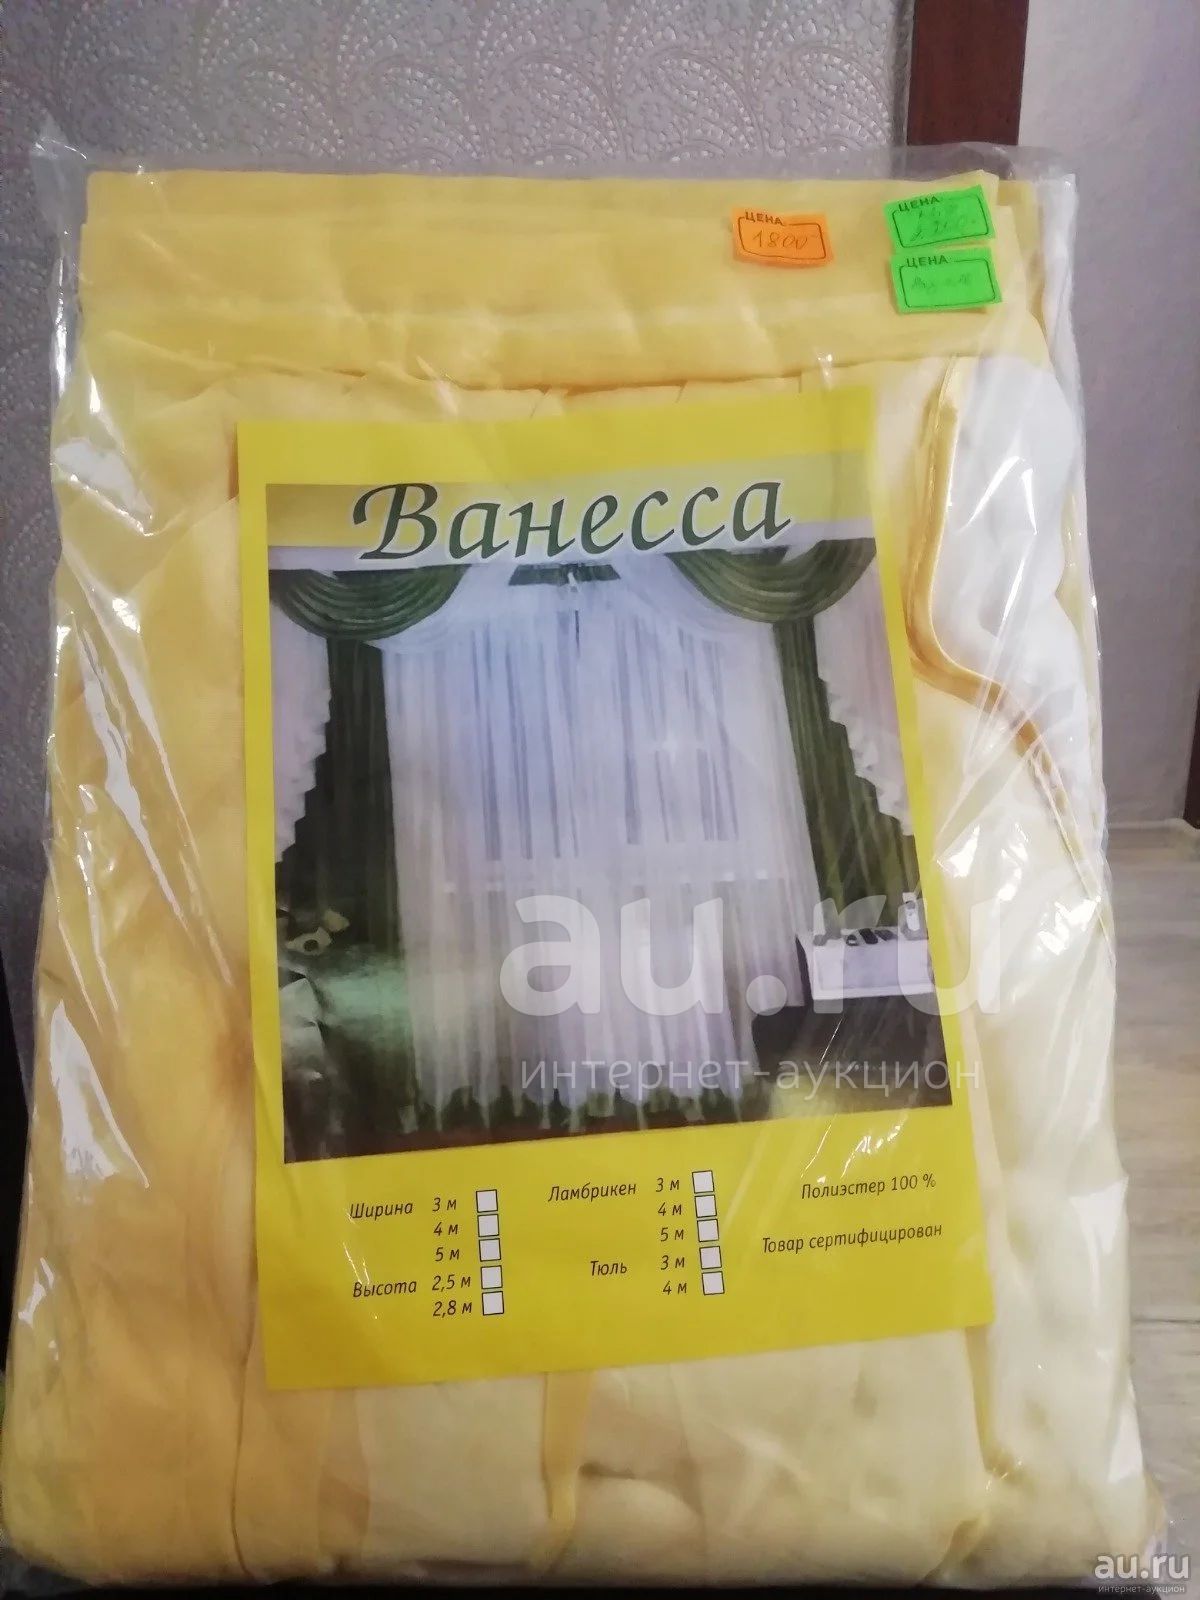 ЦЕНА
1800
ЦЕНА
ЦЕНА
Ванесса
au.ru
интернет-аукцион
Ширина 3 м
4 м
5 м
Высота 2,5 м
2,8 м
Ламбрикен 3 м
4 м
5 м
Тюль 3 м
4 м
Полиэстер 100 %
Товар сертифицирован
au.ru
интернет-аукцион